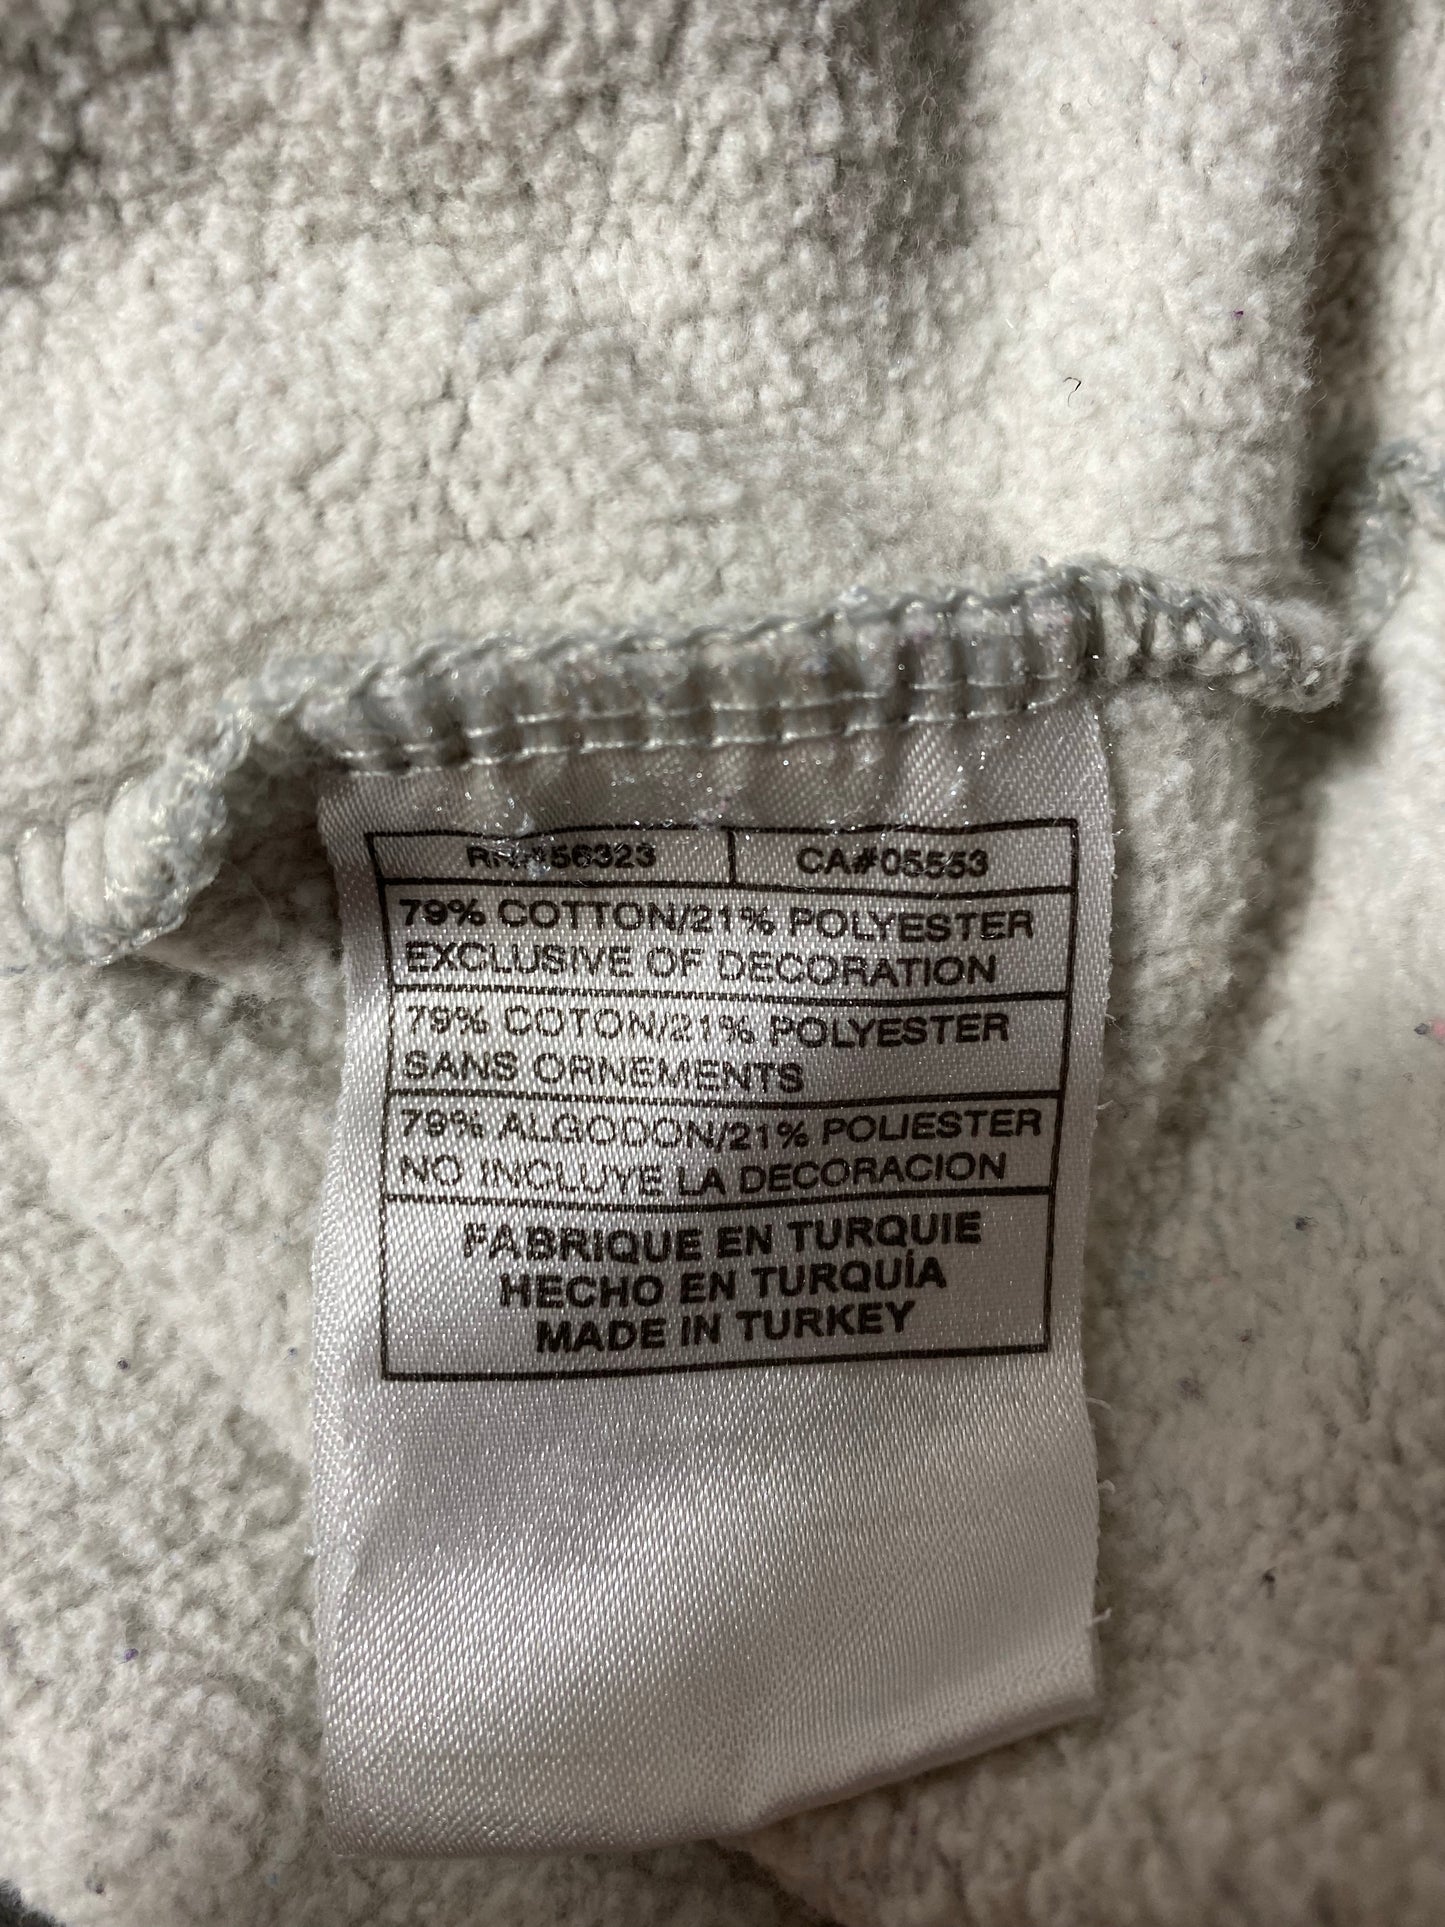 RN#56323
CA#05553
79% COTTON/21% POLYESTER
EXCLUSIVE OF DECORATION
79% COTON/21% POLYESTER
SANS ORNEMENTS
79% ALGODON/21% POLIESTER
NO INCLUYE LA DECORACION
FABRIQUE EN TURQUIE
HECHO EN TURQUÍA
MADE IN TURKEY